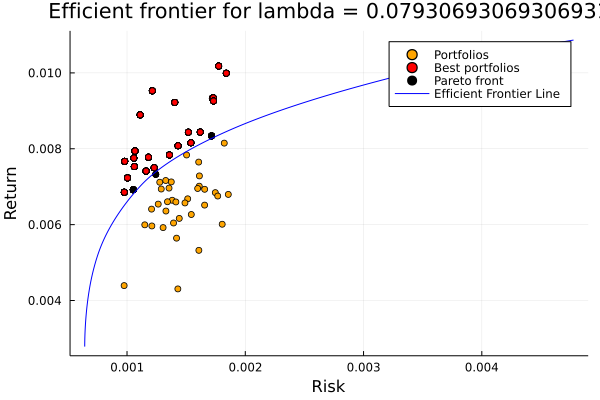 Efficient frontier for lambda = 0.079306930693069
Portfolios
Best portfolios
Pareto front
Efficient Frontier Line
Return
0.010
0.008
0.006
0.004
0.001
0.002
0.003
0.004
Risk